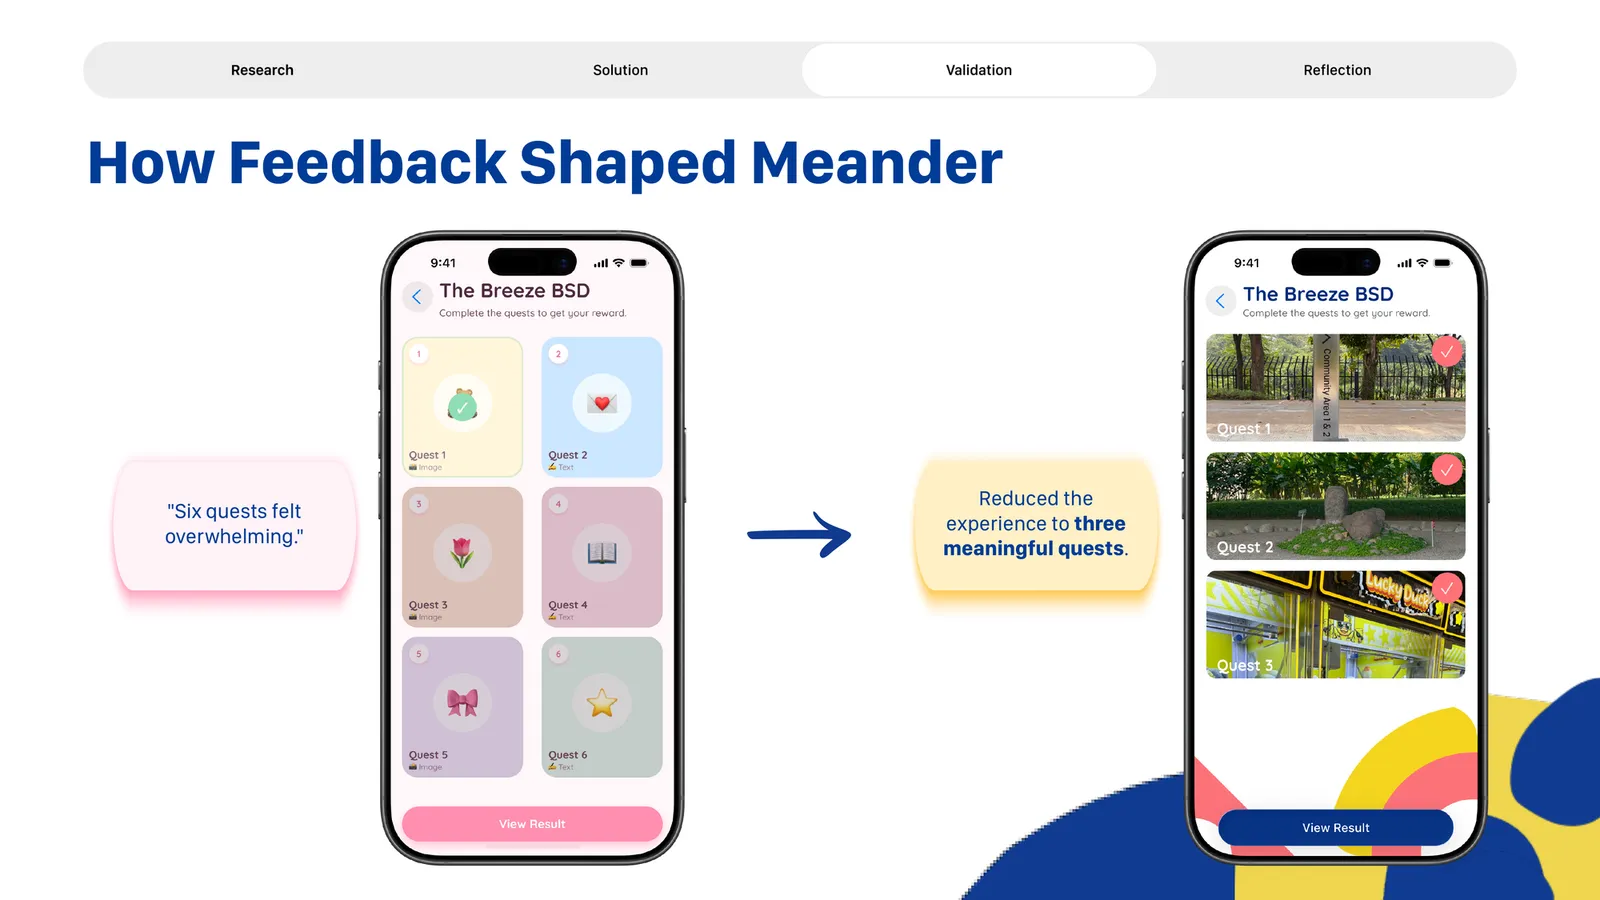 Research
Solution
Validation
Reflection
How Feedback Shaped Meander
"Six quests felt
overwhelming."
9:41
The Breeze BSD
Complete the quests to get your reward.
1
Quest 1
Image
2
Quest 2
Text
3
Quest 3
Image
4
Quest 4
Text
5
Quest 5
Image
6
Quest 6
Text
View Result
Reduced the
experience to three
meaningful quests.
9:41
The Breeze BSD
Complete the quests to get your reward.
Community Area 1 & 2
Quest 1
Quest 2
Lucky Duck
Quest 3
View Result